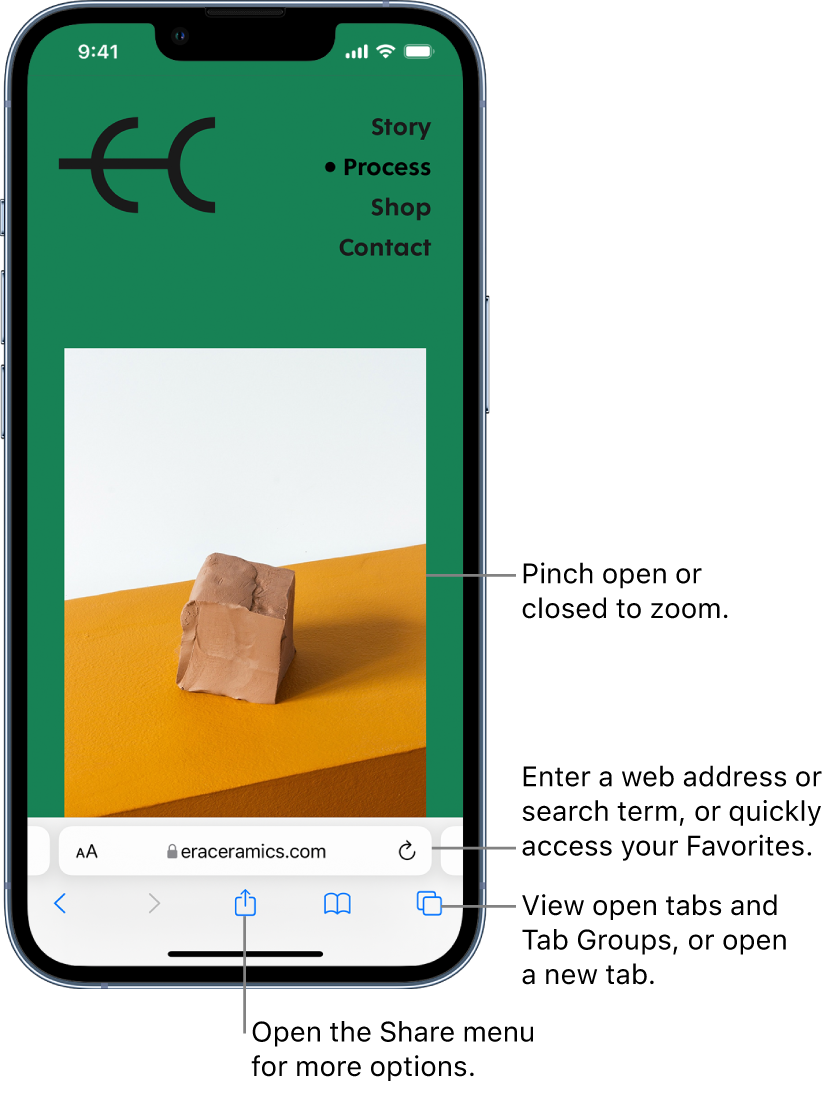 9:41
Story
• Process
Shop
Contact
Pinch open or
closed to zoom.
Enter a web address or
search term, or quickly
access your Favorites.
AA eraceramics.com
View open tabs and
Tab Groups, or open
a new tab.
Open the Share menu
for more options.